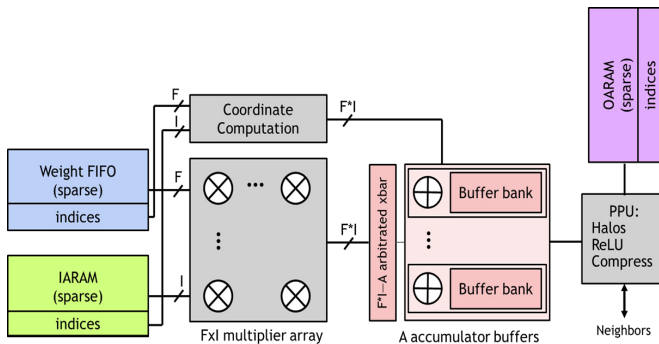 OARAM
(sparse)
indices
F
I
Coordinate
Computation
F*I
Weight FIFO
(sparse)
indices
F
F*I
F*I—A arbitrated xbar
Buffer bank
Buffer bank
PPU:
Halos
ReLU
Compress
IARAM
(sparse)
indices
I
FxI multiplier array
A accumulator buffers
Neighbors